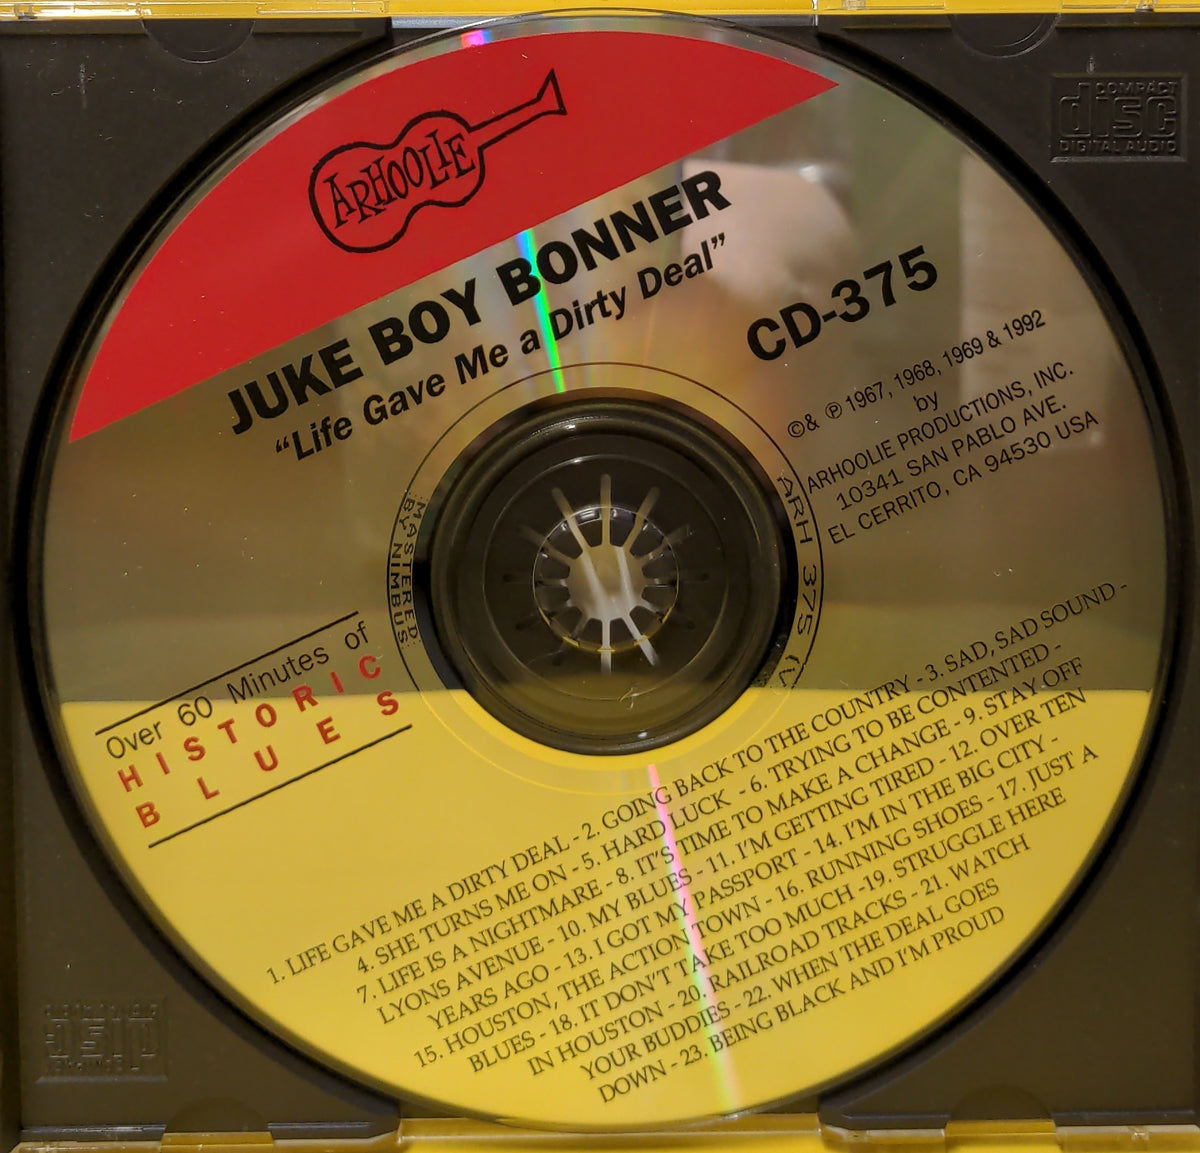 COMPACT
disc
DIGITAL AUDIO
ARHOOLIE
JUKE BOY BONNER
"Life Gave Me a Dirty Deal"
CD-375
©& ℗ 1967, 1968, 1969 & 1992
by
ARHOOLIE PRODUCTIONS, INC.
10341 SAN PABLO AVE.
EL CERRITO, CA 94530 USA
MASTERED
BY NIMBUS
ARH 375
Over 60 Minutes of
HISTORIC
BLUES
1. LIFE GAVE ME A DIRTY DEAL - 2. GOING BACK TO THE COUNTRY - 3. SAD, SAD SOUND -
4. SHE TURNS ME ON - 5. HARD LUCK - 6. TRYING TO BE CONTENTED -
7. LIFE IS A NIGHTMARE - 8. IT'S TIME TO MAKE A CHANGE - 9. STAY OFF
LYONS AVENUE - 10. MY BLUES - 11. I'M GETTING TIRED - 12. OVER TEN
YEARS AGO - 13. I GOT MY PASSPORT - 14. I'M IN THE BIG CITY -
15. HOUSTON, THE ACTION TOWN - 16. RUNNING SHOES - 17. JUST A
BLUES - 18. IT DON'T TAKE TOO MUCH -19. STRUGGLE HERE
IN HOUSTON - 20. RAILROAD TRACKS - 21. WATCH
YOUR BUDDIES - 22. WHEN THE DEAL GOES
DOWN - 23. BEING BLACK AND I'M PROUD